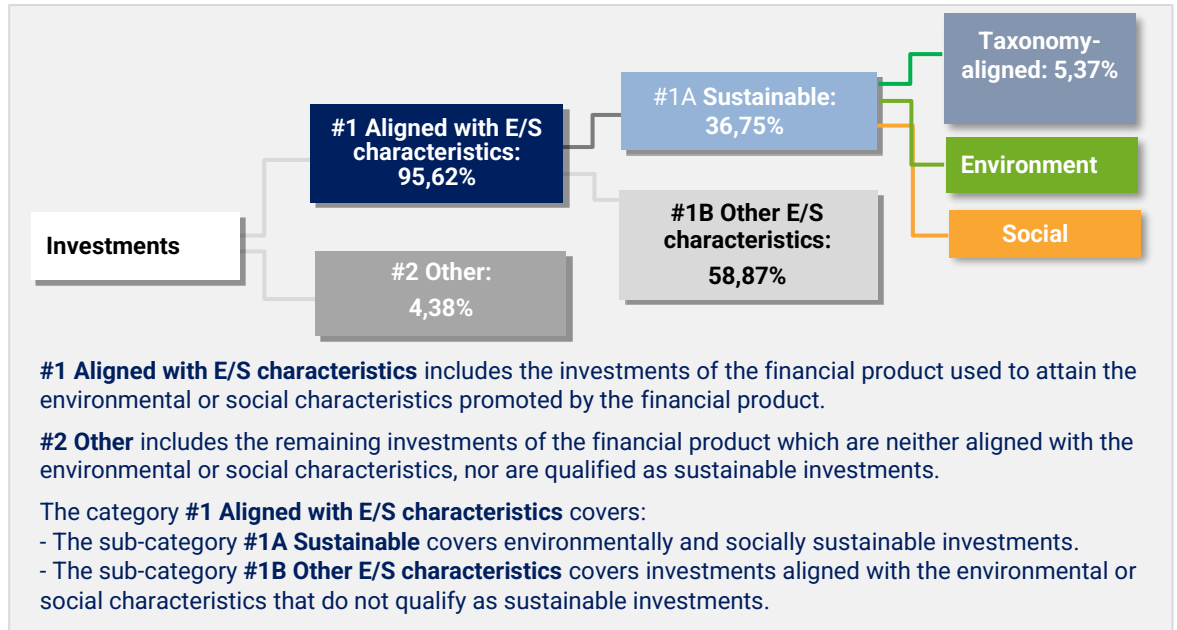 Taxonomy-
aligned: 5,37%
#1A Sustainable:
36,75%
#1 Aligned with E/S
characteristics:
95,62%
Environment
#1B Other E/S
characteristics:
58,87%
Social
Investments
#2 Other:
4,38%
#1 Aligned with E/S characteristics includes the investments of the financial product used to attain the
environmental or social characteristics promoted by the financial product.
#2 Other includes the remaining investments of the financial product which are neither aligned with the
environmental or social characteristics, nor are qualified as sustainable investments.
The category #1 Aligned with E/S characteristics covers:
- The sub-category #1A Sustainable covers environmentally and socially sustainable investments.
- The sub-category #1B Other E/S characteristics covers investments aligned with the environmental or
social characteristics that do not qualify as sustainable investments.